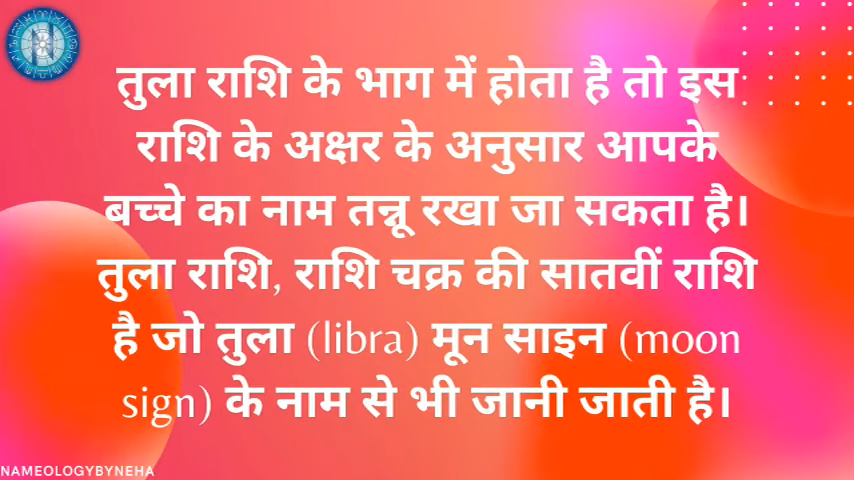 तुला राशि के भाग में होता है तो इस
राशि के अक्षर के अनुसार आपके
बच्चे का नाम तन्नू रखा जा सकता है।
तुला राशि, राशि चक्र की सातवीं राशि
है जो तुला (libra) मून साइन (moon
sign) के नाम से भी जानी जाती है।
NAMEOLOGYBYNEHA